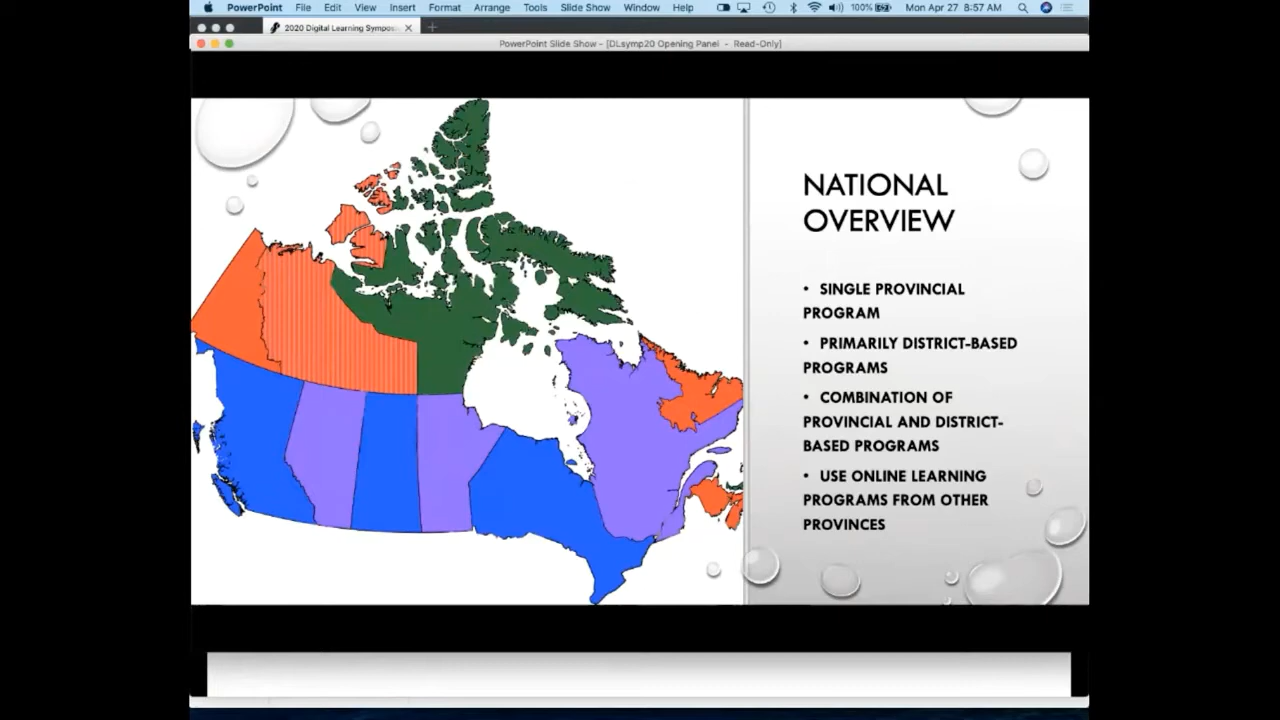 PowerPoint File Edit View Insert Format Arrange Tools Slide Show Window Help 100% Mon Apr 27 8:57 AM
2020 Digital Learning Sympos
PowerPoint Slide Show - [DLsymp20 Opening Panel - Read-Only]
NATIONAL
OVERVIEW
• SINGLE PROVINCIAL
PROGRAM
• PRIMARILY DISTRICT-BASED
PROGRAMS
• COMBINATION OF
PROVINCIAL AND DISTRICT-
BASED PROGRAMS
• USE ONLINE LEARNING
PROGRAMS FROM OTHER
PROVINCES